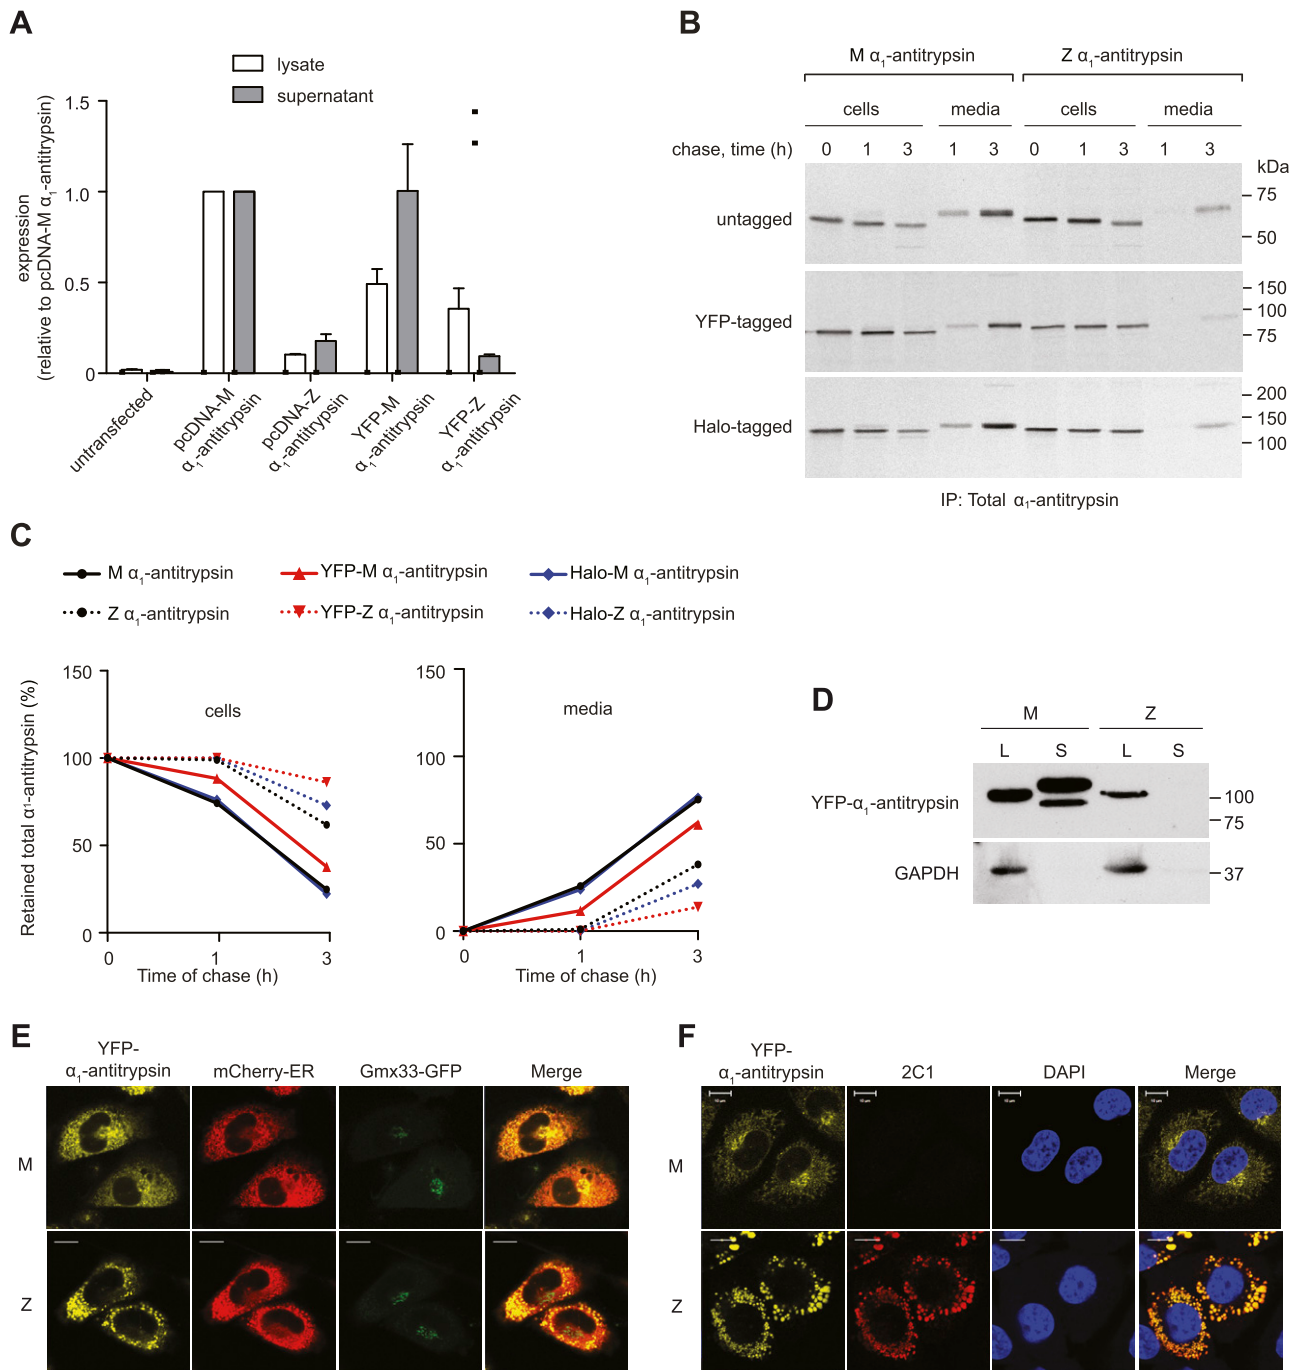 A
lysate
supernatant
expression
(relative to pcDNA-M α1-antitrypsin)
1.5
1.0
0.5
0
untransfected
pcDNA-M
α1-antitrypsin
pcDNA-Z
α1-antitrypsin
YFP-M
α1-antitrypsin
YFP-Z
α1-antitrypsin
B
M α1-antitrypsin Z α1-antitrypsin
cells media cells media
chase, time (h) 0 1 3 1 3 0 1 3 1 3
kDa
untagged
75
50
YFP-tagged
150
100
75
Halo-tagged
200
150
100
IP: Total α1-antitrypsin
C
M α1-antitrypsin YFP-M α1-antitrypsin Halo-M α1-antitrypsin
Z α1-antitrypsin YFP-Z α1-antitrypsin Halo-Z α1-antitrypsin
Retained total α1-antitrypsin (%)
150
100
50
0
cells
0 1 3
Time of chase (h)
150
100
50
0
media
0 1 3
Time of chase (h)
D
M Z
L S L S
YFP-α1-antitrypsin
100
75
GAPDH
37
E
YFP-
α1-antitrypsin mCherry-ER Gmx33-GFP Merge
M
Z
F
YFP-
α1-antitrypsin 2C1 DAPI Merge
M
Z